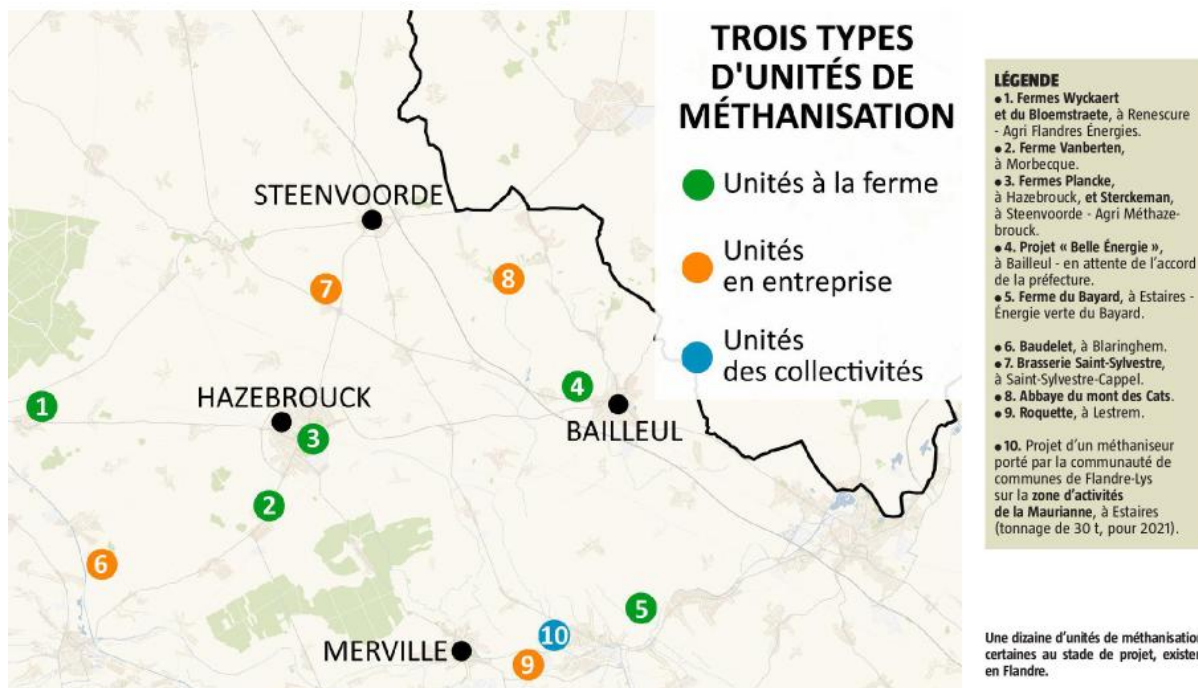 TROIS TYPES
D'UNITÉS DE
MÉTHANISATION
Unités à la ferme
Unités
en entreprise
Unités
des collectivités
STEENVOORDE
8
7
4
1
HAZEBROUCK
3
BAILLEUL
2
6
5
10
MERVILLE
9
LÉGENDE
• 1. Fermes Wyckaert
et du Bloemstraete, à Renescure
- Agri Flandres Énergies.
• 2. Ferme Vanberten,
à Morbecque.
• 3. Fermes Plancke,
à Hazebrouck, et Sterckeman,
à Steenvoorde - Agri Méthaze-
brouck.
• 4. Projet « Belle Énergie »,
à Bailleul - en attente de l'accord
de la préfecture.
• 5. Ferme du Bayard, à Estaires -
Énergie verte du Bayard.
• 6. Baudelet, à Blaringhem.
• 7. Brasserie Saint-Sylvestre,
à Saint-Sylvestre-Cappel.
• 8. Abbaye du mont des Cats.
• 9. Roquette, à Lestrem.
• 10. Projet d'un méthaniseur
porté par la communauté de
communes de Flandre-Lys
sur la zone d'activités
de la Maurianne, à Estaires
(tonnage de 30 t, pour 2021).
Une dizaine d'unités de méthanisation
certaines au stade de projet, existen
en Flandre.